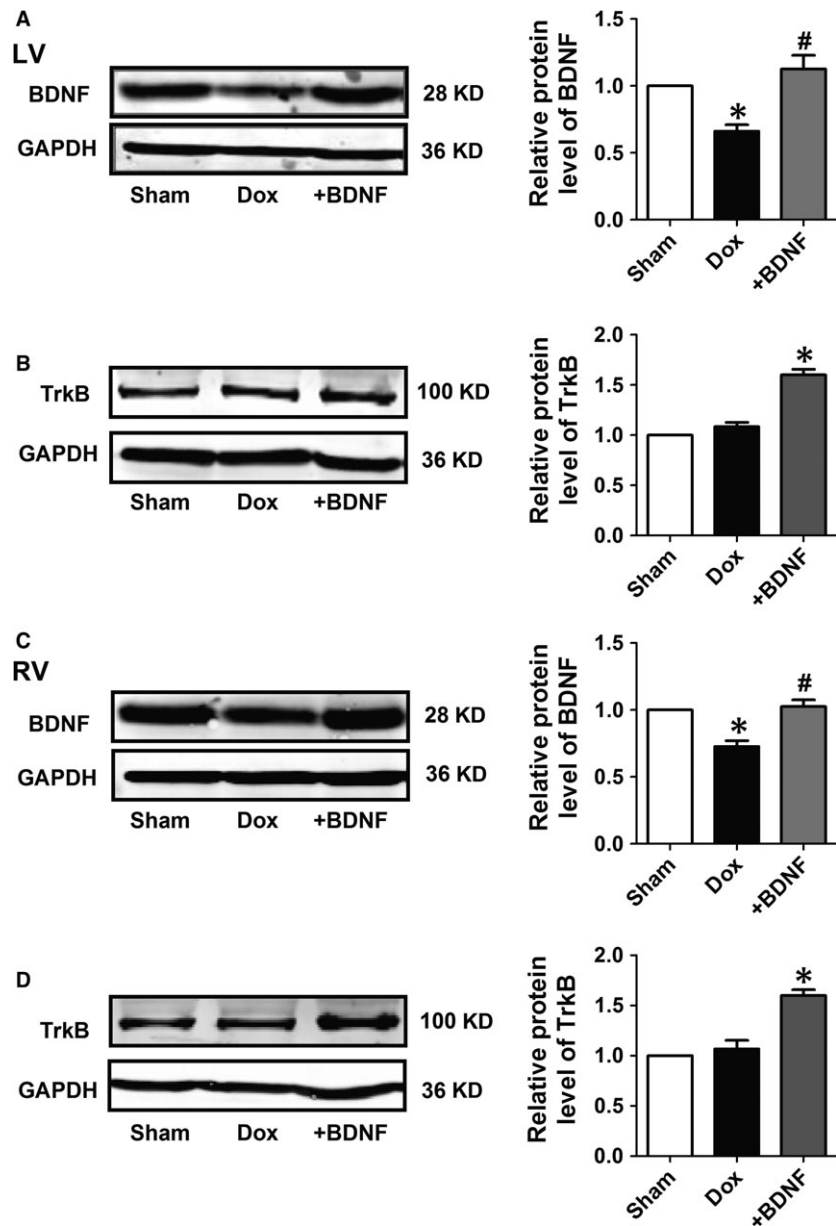 A
LV
BDNF
28 KD
GAPDH
36 KD
Sham Dox +BDNF
Relative protein
level of BDNF
1.5
1.0
0.5
0.0
*
#
Sham
Dox
+BDNF
B
TrkB
100 KD
GAPDH
36 KD
Sham Dox +BDNF
Relative protein
level of TrkB
2.0
1.5
1.0
0.5
0.0
*
Sham
Dox
+BDNF
C
RV
BDNF
28 KD
GAPDH
36 KD
Sham Dox +BDNF
Relative protein
level of BDNF
1.5
1.0
0.5
0.0
*
#
Sham
Dox
+BDNF
D
TrkB
100 KD
GAPDH
36 KD
Sham Dox +BDNF
Relative protein
level of TrkB
2.0
1.5
1.0
0.5
0.0
*
Sham
Dox
+BDNF